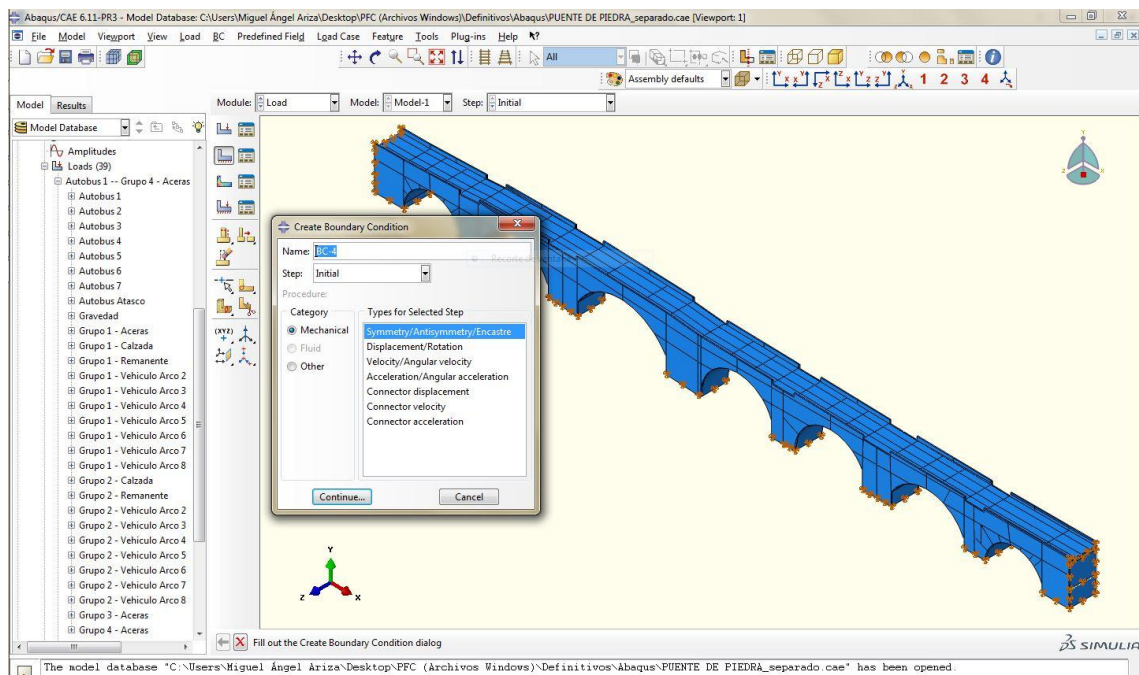 Abaqus/CAE 6.11-PR3 - Model Database: C:\Users\Miguel Ángel Ariza\Desktop\PFC (Archivos Windows)\Definitivos\Abaqus\PUENTE DE PIEDRA_separado.cae [Viewport: 1]
File Model Viewport View Load BC Predefined Field Load Case Feature Tools Plug-ins Help
All
Assembly defaults
1 2 3 4
Model Results
Module: Load Model: Model-1 Step: Initial
Model Database
Amplitudes
Loads (39)
Autobus 1 -- Grupo 4 - Aceras
Autobus 1
Autobus 2
Autobus 3
Autobus 4
Autobus 5
Autobus 6
Autobus 7
Autobus Atasco
Gravedad
Grupo 1 - Aceras
Grupo 1 - Calzada
Grupo 1 - Remanente
Grupo 1 - Vehiculo Arco 2
Grupo 1 - Vehiculo Arco 3
Grupo 1 - Vehiculo Arco 4
Grupo 1 - Vehiculo Arco 5
Grupo 1 - Vehiculo Arco 6
Grupo 1 - Vehiculo Arco 7
Grupo 1 - Vehiculo Arco 8
Grupo 2 - Calzada
Grupo 2 - Remanente
Grupo 2 - Vehiculo Arco 2
Grupo 2 - Vehiculo Arco 3
Grupo 2 - Vehiculo Arco 4
Grupo 2 - Vehiculo Arco 5
Grupo 2 - Vehiculo Arco 6
Grupo 2 - Vehiculo Arco 7
Grupo 2 - Vehiculo Arco 8
Grupo 3 - Aceras
Grupo 4 - Aceras
(XYZ)
Create Boundary Condition
Name: BC-4
Step: Initial
Procedure:
Category
Mechanical
Fluid
Other
Types for Selected Step
Symmetry/Antisymmetry/Encastre
Displacement/Rotation
Velocity/Angular velocity
Acceleration/Angular acceleration
Connector displacement
Connector velocity
Connector acceleration
Continue... Cancel
Y
Z X
Fill out the Create Boundary Condition dialog
SIMULIA
The model database "C:\Users\Miguel Ángel Ariza\Desktop\PFC (Archivos Windows)\Definitivos\Abaqus\PUENTE DE PIEDRA_separado.cae" has been opened.